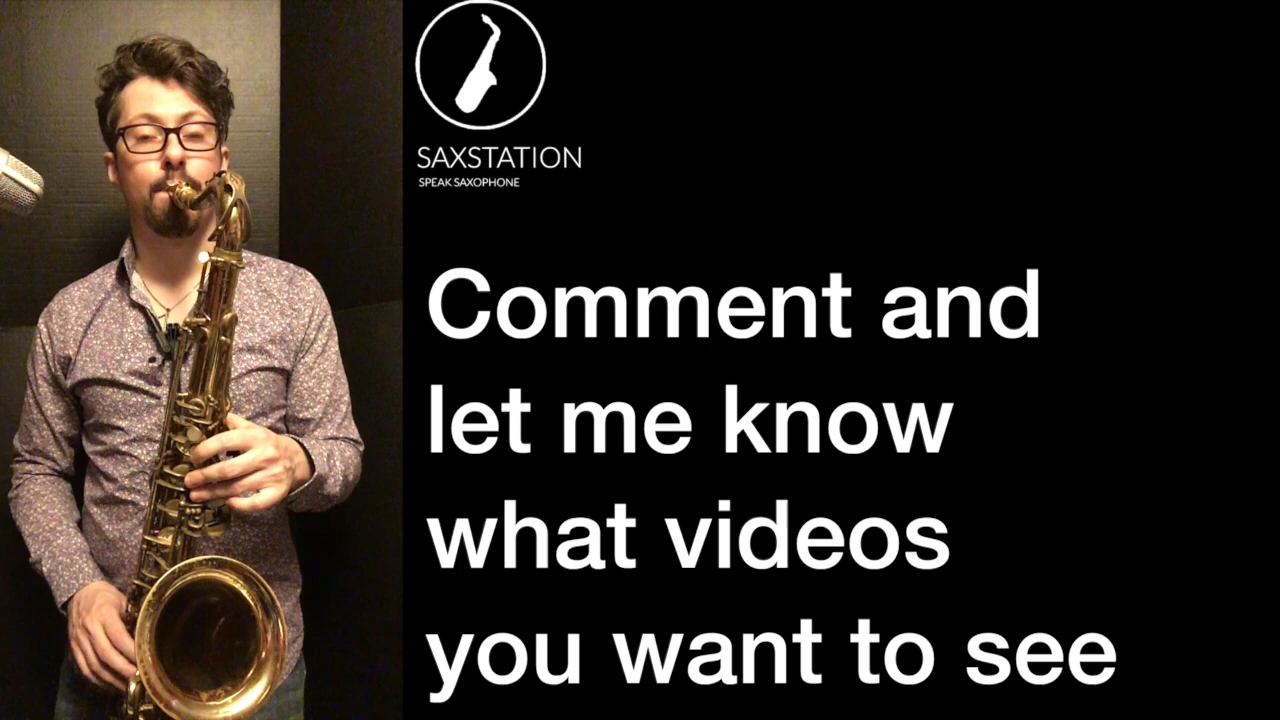 SAXSTATION
SPEAK SAXOPHONE
Comment and
let me know
what videos
you want to see